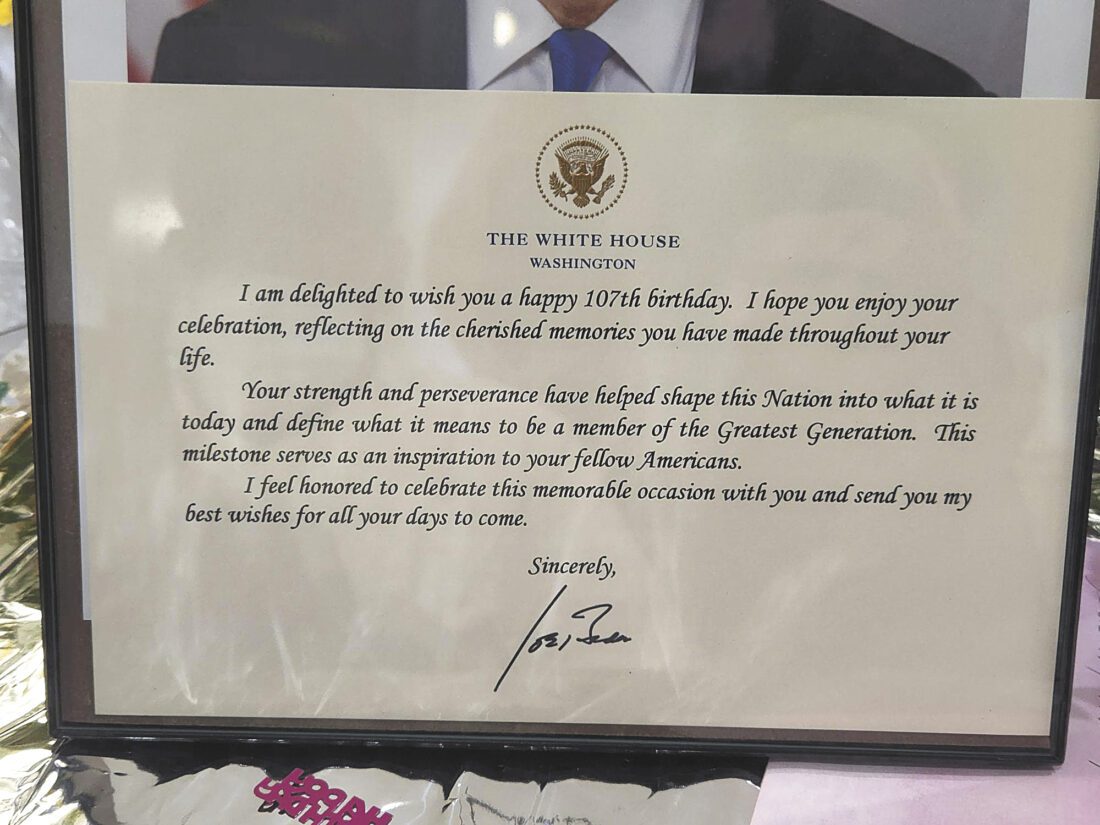 THE WHITE HOUSE
WASHINGTON
I am delighted to wish you a happy 107th birthday. I hope you enjoy your
celebration, reflecting on the cherished memories you have made throughout your
life.
Your strength and perseverance have helped shape this Nation into what it is
today and define what it means to be a member of the Greatest Generation. This
milestone serves as an inspiration to your fellow Americans.
I feel honored to celebrate this memorable occasion with you and send you my
best wishes for all your days to come.
Sincerely,
Joe Biden